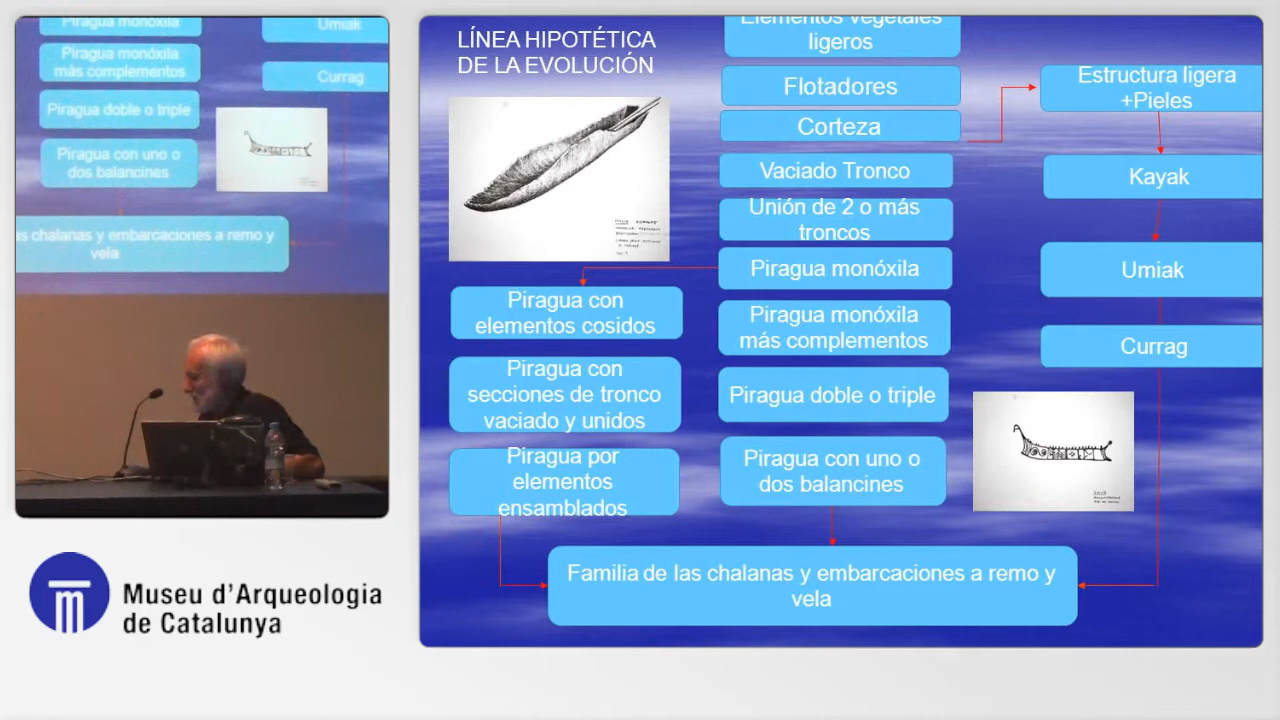 Piragua monóxila
Piragua monóxila
màs complementos
Piragua doble o triple
Piragua con uno o
dos balancines
as chalanas y embarcaciones a remo y
vela
Umiak
Currag
Museu d'Arqueologia
de Catalunya
LÍNEA HIPOTÉTICA
DE LA EVOLUCIÓN
Elementos vegetales
ligeros
Flotadores
Corteza
Vaciado Tronco
Unión de 2 o más
troncos
Piragua monóxila
Piragua monóxila
màs complementos
Piragua doble o triple
Piragua con uno o
dos balancines
Piragua con
elementos cosidos
Piragua con
secciones de tronco
vaciado y unidos
Piragua por
elementos
ensamblados
Estructura ligera
+Pieles
Kayak
Umiak
Currag
Familia de las chalanas y embarcaciones a remo y
vela